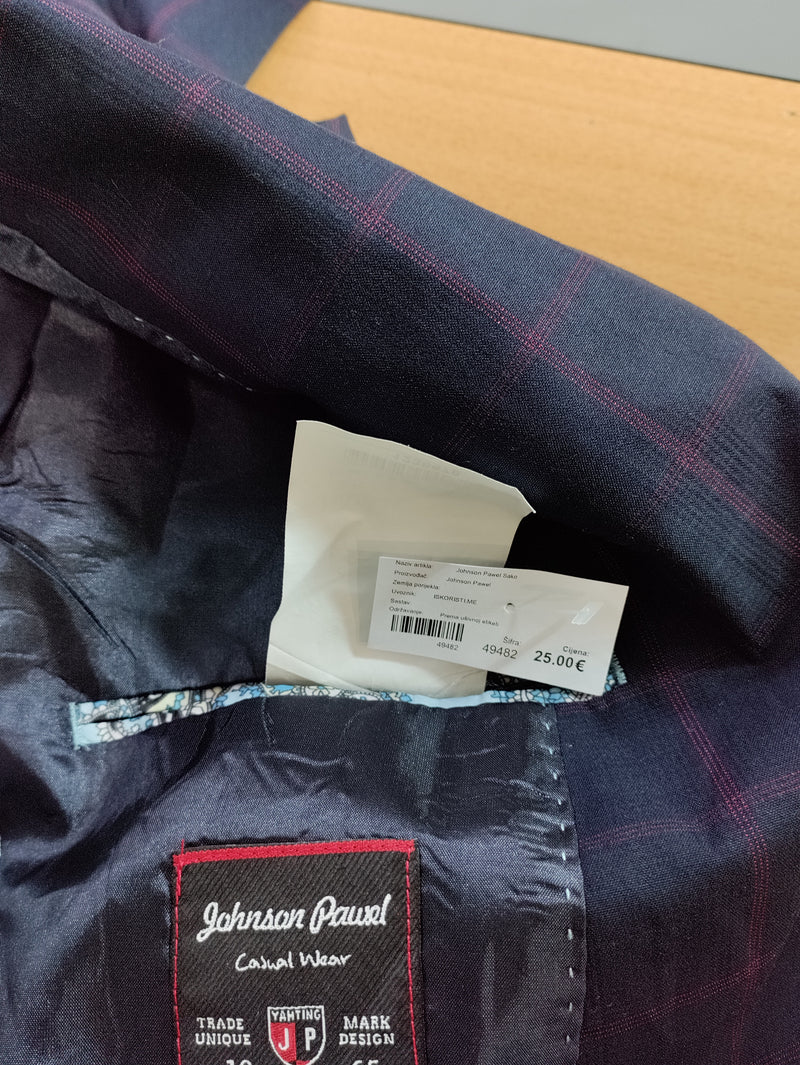 Naziv artikla: Johnson Pawel Sako
Proizvođač: Johnson Pawel
Zemlja porijekla:
Uvoznik: ISKORISTI.ME
Sastav:
Održavanje: Prema ušivnoj etiketi
49482
Šifra:
49482
Cijena:
25.00€
Johnson Pawel
Casual Wear
TRADE UNIQUE
YAHTING
JP
MARK DESIGN